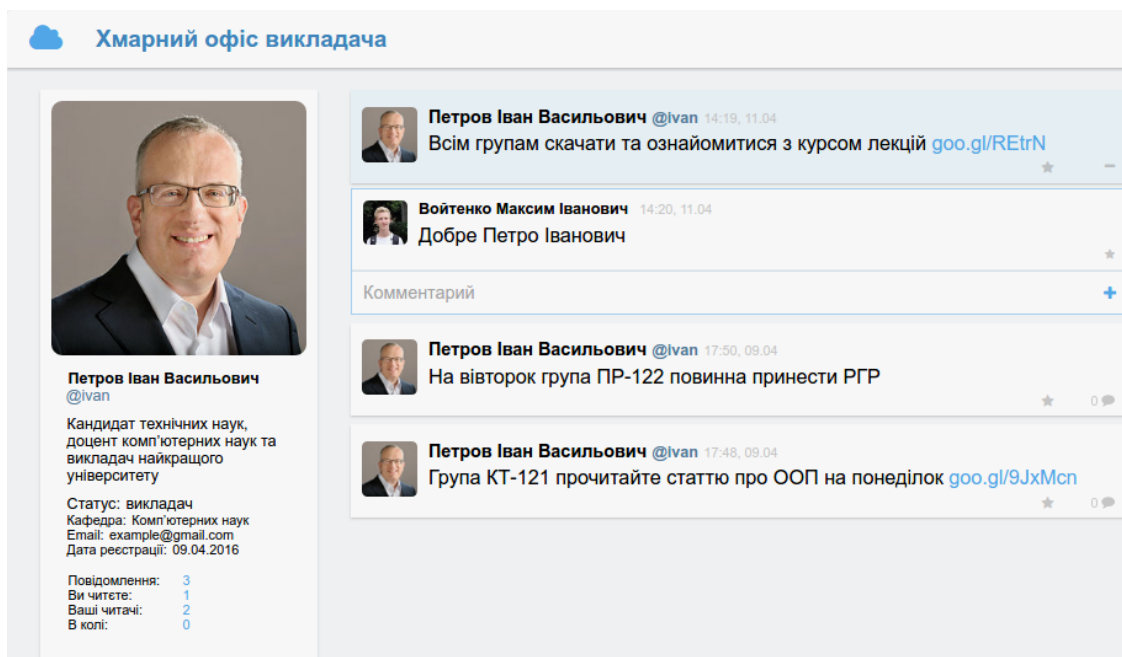 Хмарний офіс викладача
Петров Іван Васильович
@ivan
Кандидат технічних наук,
доцент комп'ютерних наук та
викладач найкращого
університету
Статус: викладач
Кафедра: Комп'ютерних наук
Email: example@gmail.com
Дата реєстрації: 09.04.2016
Повідомлення: 3
Ви читєте: 1
Ваші читачі: 2
В колі: 0
Петров Іван Васильович @ivan 14:19, 11.04
Всім групам скачати та ознайомитися з курсом лекцій goo.gl/REtrN
Войтенко Максим Іванович 14:20, 11.04
Добре Петро Іванович
Комментарий
Петров Іван Васильович @ivan 17:50, 09.04
На вівторок група ПР-122 повинна принести РГР
0
Петров Іван Васильович @ivan 17:48, 09.04
Група КТ-121 прочитайте статтю про ООП на понеділок goo.gl/9JxMcn
0